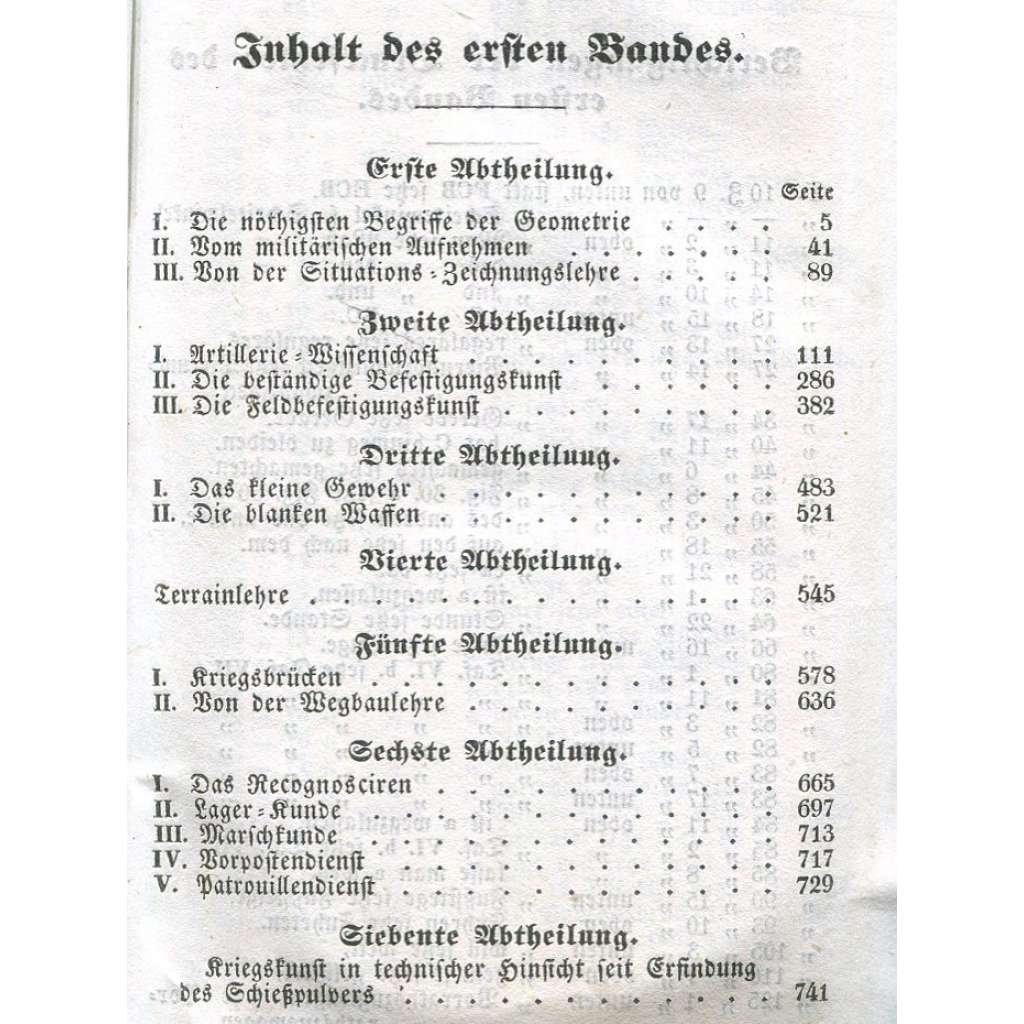 Inhalt des ersten Bandes.
Erste Abtheilung.
Seite
I. Die nöthigsten Begriffe der Geometrie . . . . 5
II. Vom militärischen Aufnehmen . . . . . . . 41
III. Von der Situations-Zeichnungslehre . . . . . 89
Zweite Abtheilung.
I. Artillerie-Wissenschaft . . . . . . . . . . 111
II. Die beständige Befestigungskunst . . . . . . 286
III. Die Feldbefestigungskunst . . . . . . . . . 382
Dritte Abtheilung.
I. Das kleine Gewehr . . . . . . . . . . . 483
II. Die blanken Waffen . . . . . . . . . . . 521
Vierte Abtheilung.
Terrainlehre . . . . . . . . . . . . . . 545
Fünfte Abtheilung.
I. Kriegsbrücken . . . . . . . . . . . . . 578
II. Von der Wegbaulehre . . . . . . . . . . 636
Sechste Abtheilung.
I. Das Recognosciren . . . . . . . . . . . 665
II. Lager-Kunde . . . . . . . . . . . . . 697
III. Marschkunde . . . . . . . . . . . . . 713
IV. Vorpostendienst . . . . . . . . . . . . 717
V. Patrouillendienst . . . . . . . . . . . . 729
Siebente Abtheilung.
Kriegskunst in technischer Hinsicht seit Erfindung
des Schießpulvers . . . . . . . . . . . . 741